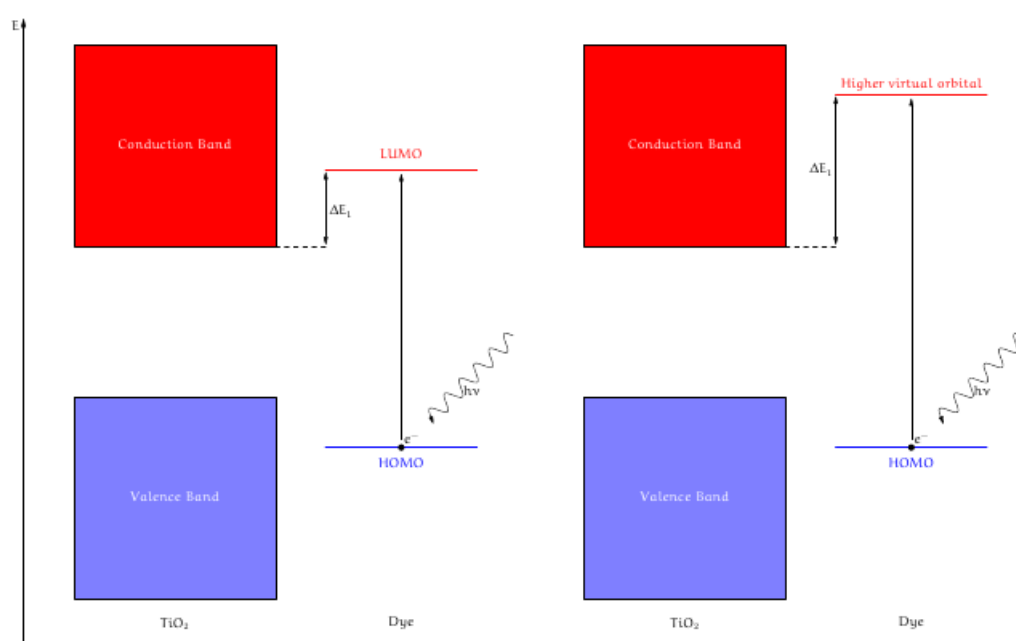 E
Conduction Band
LUMO
ΔE₁
hν
e⁻
HOMO
Valence Band
TiO₂
Dye
Conduction Band
Higher virtual orbital
ΔE₁
hν
e⁻
HOMO
Valence Band
TiO₂
Dye